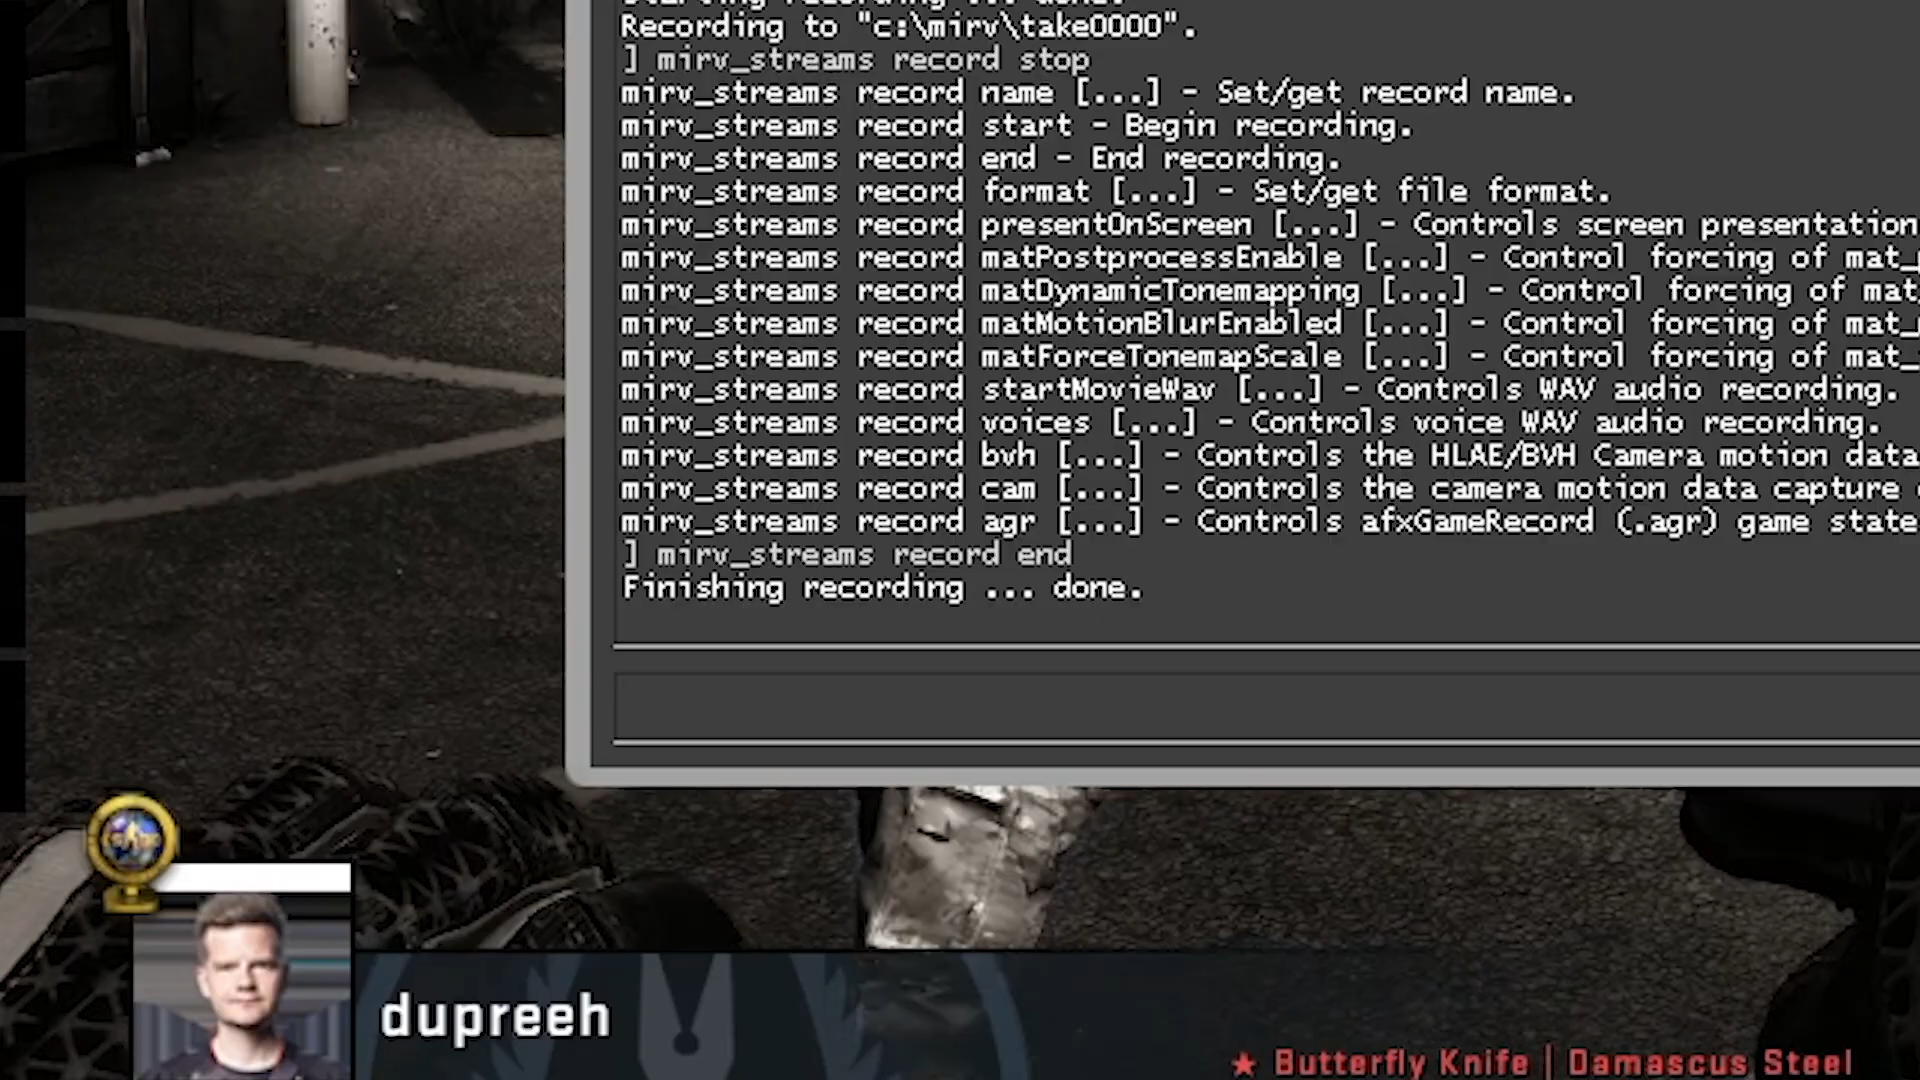 Starting recording ... done.
Recording to "c:\mirv\take0000".
] mirv_streams record stop
mirv_streams record name [...] - Set/get record name.
mirv_streams record start - Begin recording.
mirv_streams record end - End recording.
mirv_streams record format [...] - Set/get file format.
mirv_streams record presentOnScreen [...] - Controls screen presentation
mirv_streams record matPostprocessEnable [...] - Control forcing of mat_
mirv_streams record matDynamicTonemapping [...] - Control forcing of mat
mirv_streams record matMotionBlurEnabled [...] - Control forcing of mat_
mirv_streams record matForceTonemapScale [...] - Control forcing of mat_
mirv_streams record startMovieWav [...] - Controls WAV audio recording.
mirv_streams record voices [...] - Controls voice WAV audio recording.
mirv_streams record bvh [...] - Controls the HLAE/BVH Camera motion data
mirv_streams record cam [...] - Controls the camera motion data capture
mirv_streams record agr [...] - Controls afxGameRecord (.agr) game state
] mirv_streams record end
Finishing recording ... done.
dupreeh
★ Butterfly Knife | Damascus Steel